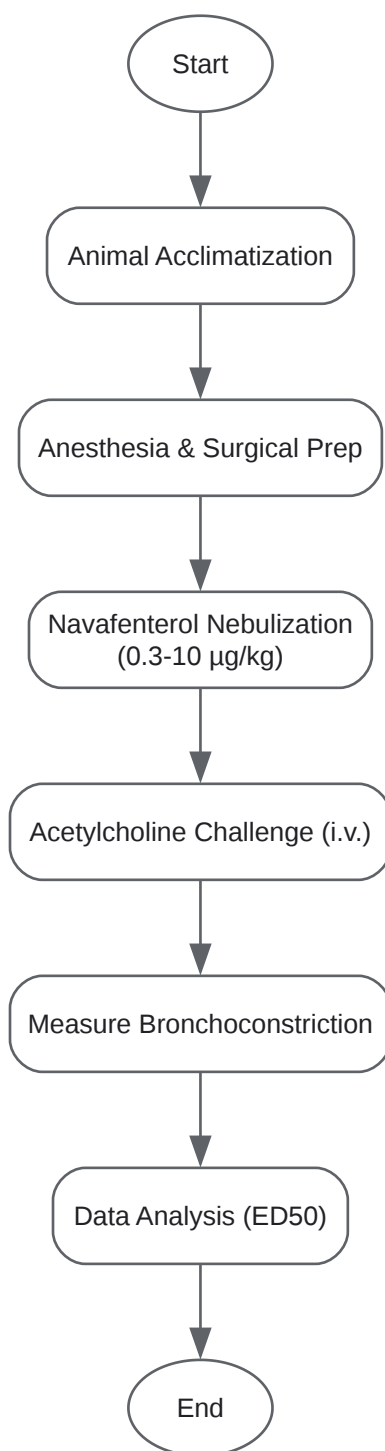 Start
Animal Acclimatization
Anesthesia & Surgical Prep
Navafenterol Nebulization
(0.3-10 µg/kg)
Acetylcholine Challenge (i.v.)
Measure Bronchoconstriction
Data Analysis (ED50)
End